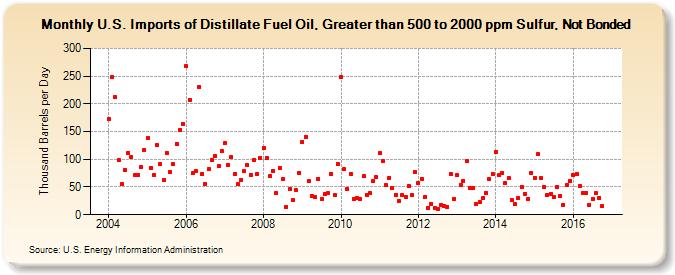 Monthly U.S. Imports of Distillate Fuel Oil, Greater than 500 to 2000 ppm Sulfur, Not Bonded
Thousand Barrels per Day
300
250
200
150
100
50
0
2004 2006 2008 2010 2012 2014 2016
Source: U.S. Energy Information Administration